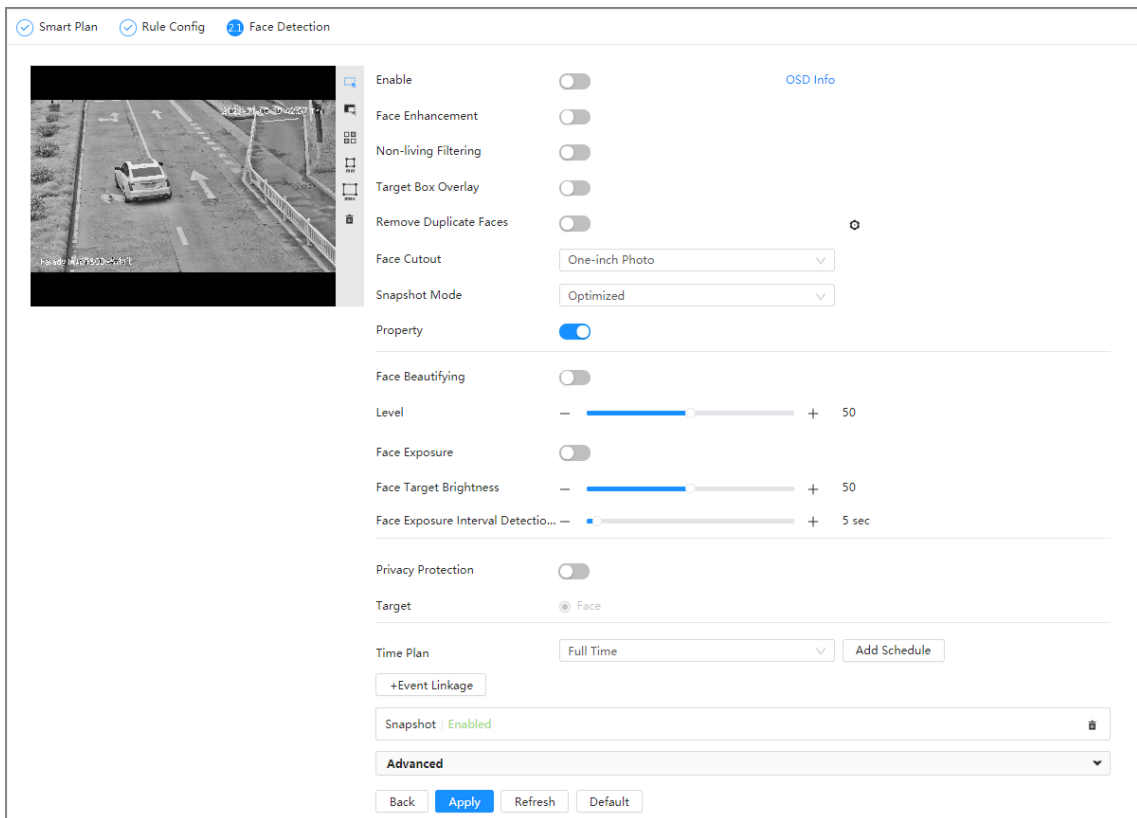 Smart Plan Rule Config 2.1 Face Detection
Enable OSD Info
Face Enhancement
Non-living Filtering
Target Box Overlay
Remove Duplicate Faces
Face Cutout One-inch Photo
Snapshot Mode Optimized
Property
Face Beautifying
Level − + 50
Face Exposure
Face Target Brightness − + 50
Face Exposure Interval Detectio... − + 5 sec
Privacy Protection
Target Face
Time Plan Full Time Add Schedule
+Event Linkage
Snapshot | Enabled
Advanced
Back Apply Refresh Default